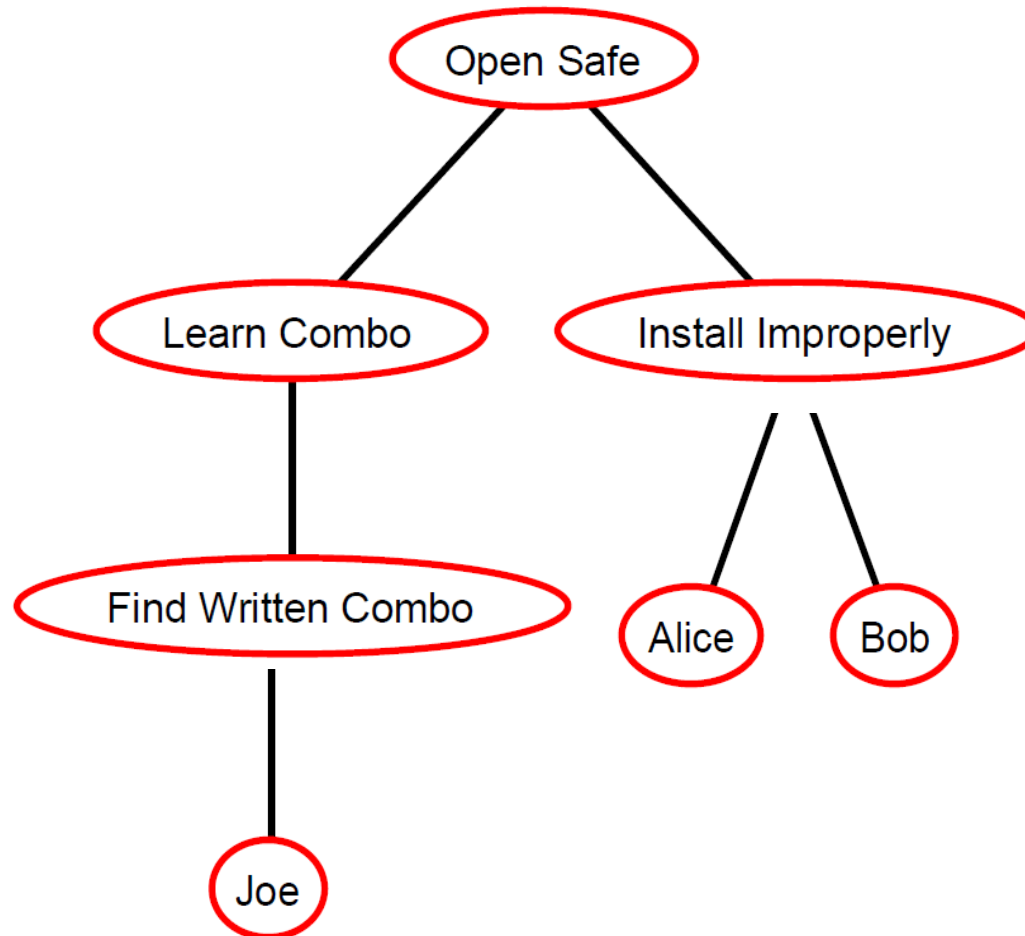 Open Safe
Learn Combo
Install Improperly
Find Written Combo
Alice
Bob
Joe